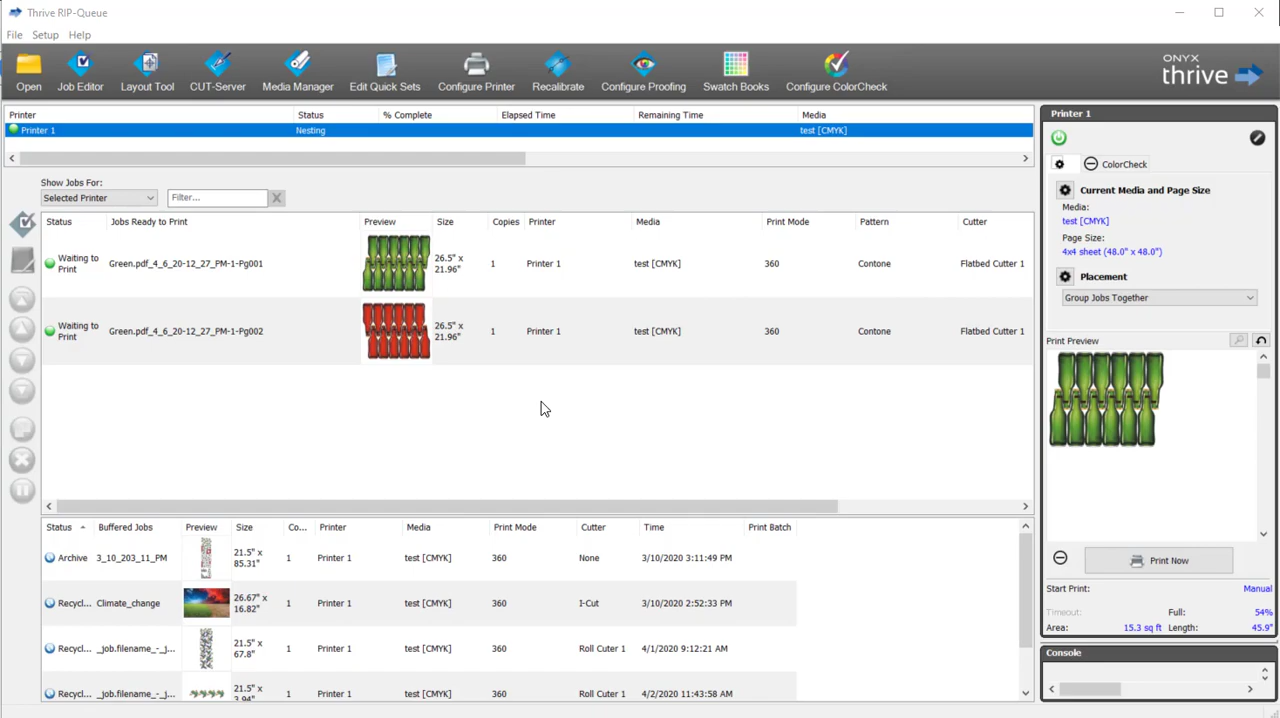 Thrive RIP-Queue
File Setup Help
Open Job Editor Layout Tool CUT-Server Media Manager Edit Quick Sets Configure Printer Recalibrate Configure Proofing Swatch Books Configure ColorCheck
ONYX
thrive
Printer Status % Complete Elapsed Time Remaining Time Media
Printer 1 Nesting test [CMYK]
Show Jobs For:
Selected Printer Filter...
Status Jobs Ready to Print Preview Size Copies Printer Media Print Mode Pattern Cutter
Waiting to
Print Green.pdf_4_6_20-12_27_PM-1-Pg001 26.5" x
21.96" 1 Printer 1 test [CMYK] 360 Contone Flatbed Cutter 1
Waiting to
Print Green.pdf_4_6_20-12_27_PM-1-Pg002 26.5" x
21.96" 1 Printer 1 test [CMYK] 360 Contone Flatbed Cutter 1
Status Buffered Jobs Preview Size Co... Printer Media Print Mode Cutter Time Print Batch
Archive 3_10_203_11_PM 21.5" x
85.31" 1 Printer 1 test [CMYK] 360 None 3/10/2020 3:11:49 PM
Recycl... Climate_change 26.67" x
16.82" 1 Printer 1 test [CMYK] 360 I-Cut 3/10/2020 2:52:33 PM
Recycl... _job.filename_-_j... 21.5" x
67.8" 1 Printer 1 test [CMYK] 360 Roll Cutter 1 4/1/2020 9:12:21 AM
Recycl... _job.filename_-_j... 21.5" x
3.94" 1 Printer 1 test [CMYK] 360 Roll Cutter 1 4/2/2020 11:43:58 AM
Printer 1
ColorCheck
Current Media and Page Size
Media:
test [CMYK]
Page Size:
4x4 sheet (48.0" x 48.0")
Placement
Group Jobs Together
Print Preview
Print Now
Start Print: Manual
Timeout: Full: 54%
Area: 15.3 sq ft Length: 45.9"
Console